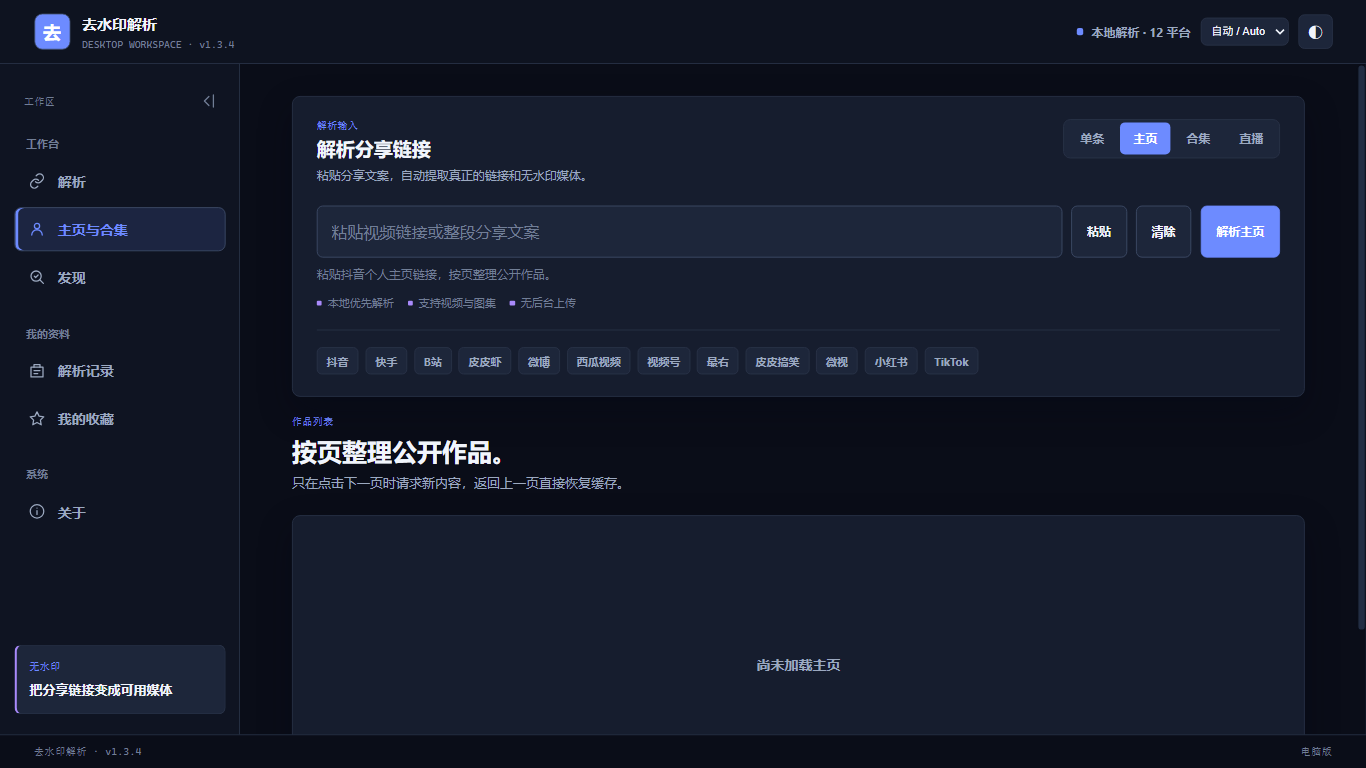 去
去水印解析
DESKTOP WORKSPACE · v1.3.4
本地解析 · 12 平台
自动 / Auto
工作区
工作台
解析
主页与合集
发现
我的资料
解析记录
我的收藏
系统
关于
无水印
把分享链接变成可用媒体
解析输入
解析分享链接
粘贴分享文案，自动提取真正的链接和无水印媒体。
单条 主页 合集 直播
粘贴视频链接或整段分享文案
粘贴 清除 解析主页
粘贴抖音个人主页链接，按页整理公开作品。
本地优先解析 支持视频与图集 无后台上传
抖音 快手 B站 皮皮虾 微博 西瓜视频 视频号 最右 皮皮搞笑 微视 小红书 TikTok
作品列表
按页整理公开作品。
只在点击下一页时请求新内容，返回上一页直接恢复缓存。
尚未加载主页
去水印解析 · v1.3.4
电脑版